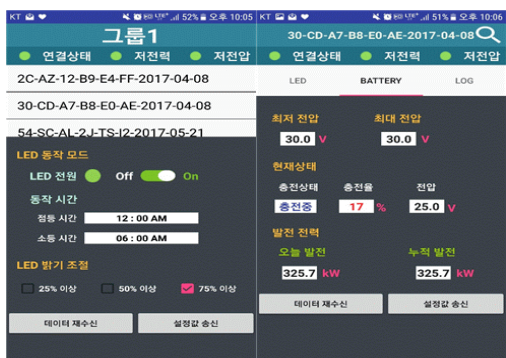 KT 52% 오후 10:05
그룹1
연결상태 저전력 저전압
2C-AZ-12-B9-E4-FF-2017-04-08
30-CD-A7-B8-E0-AE-2017-04-08
54-SC-AL-2J-TS-I2-2017-05-21
LED 동작 모드
LED 전원 Off On
동작 시간
점등 시간 12 : 00 AM
소등 시간 06 : 00 AM
LED 밝기 조절
25% 이상 50% 이상 75% 이상
데이터 재수신 설정값 송신
KT 51% 오후 10:06
30-CD-A7-B8-E0-AE-2017-04-08
연결상태 저전력 저전압
LED BATTERY LOG
최저 전압 최대 전압
30.0 V 30.0 V
현재상태
충전상태 충전율 전압
충전중 17 % 25.0 V
발전 전력
오늘 발전 누적 발전
325.7 kW 325.7 kW
데이터 재수신 설정값 송신